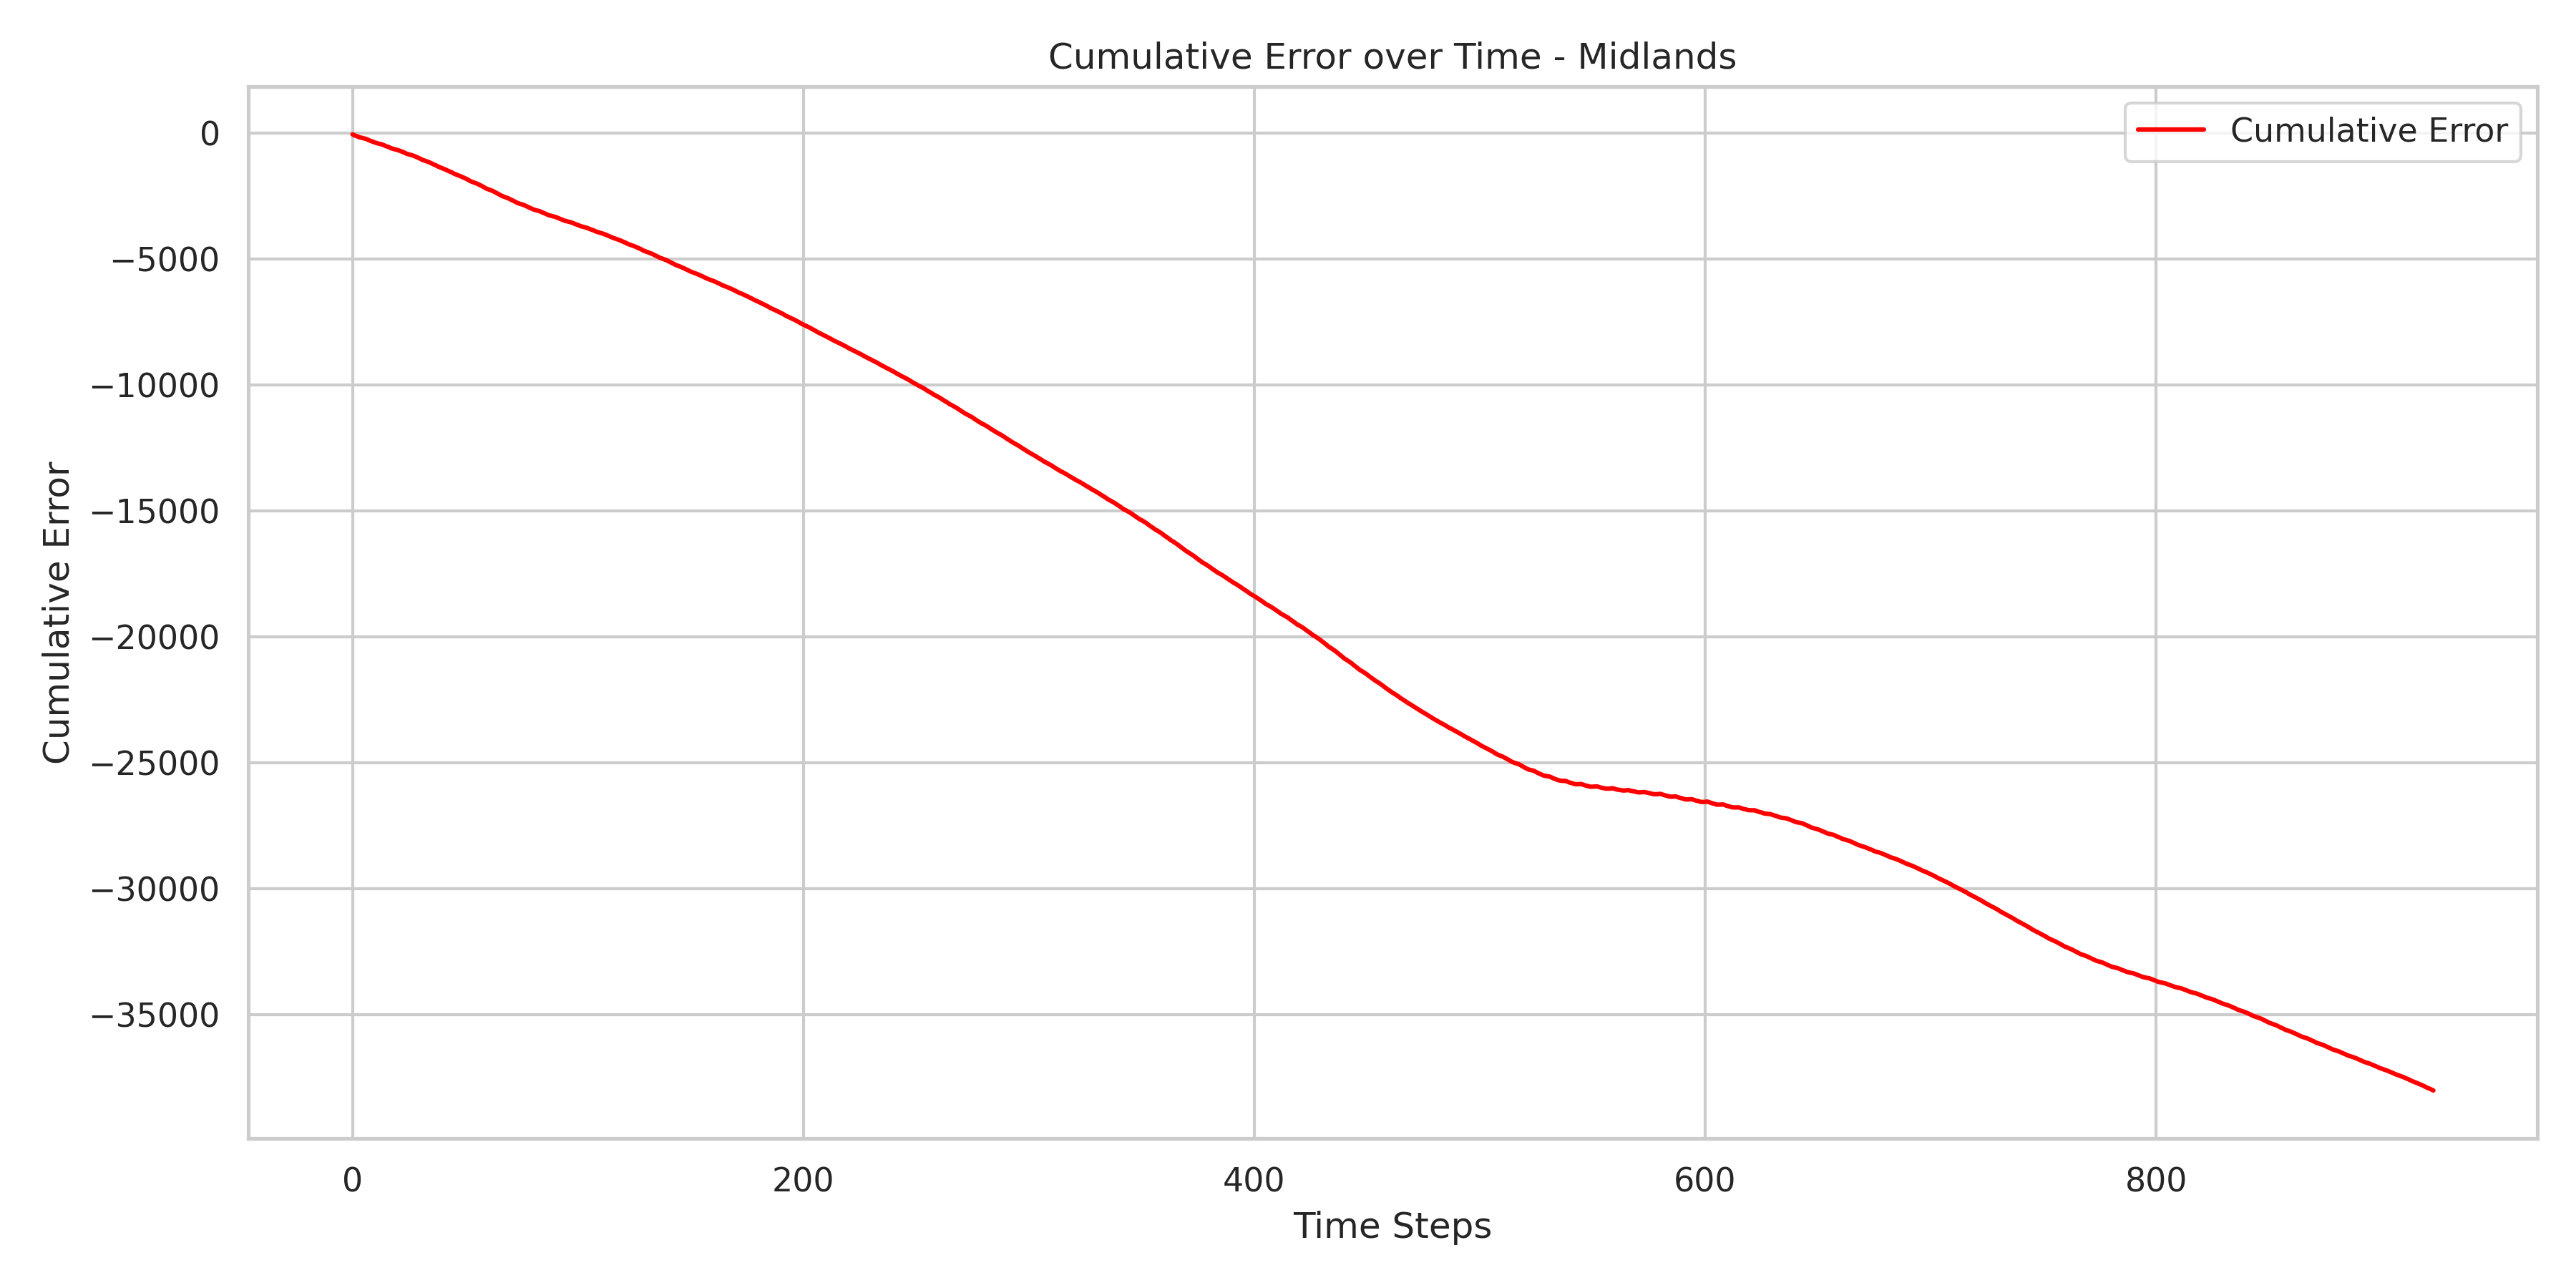 Cumulative Error over Time - Midlands
Cumulative Error
0
−5000
−10000
−15000
−20000
−25000
−30000
−35000
Cumulative Error
0 200 400 600 800
Time Steps